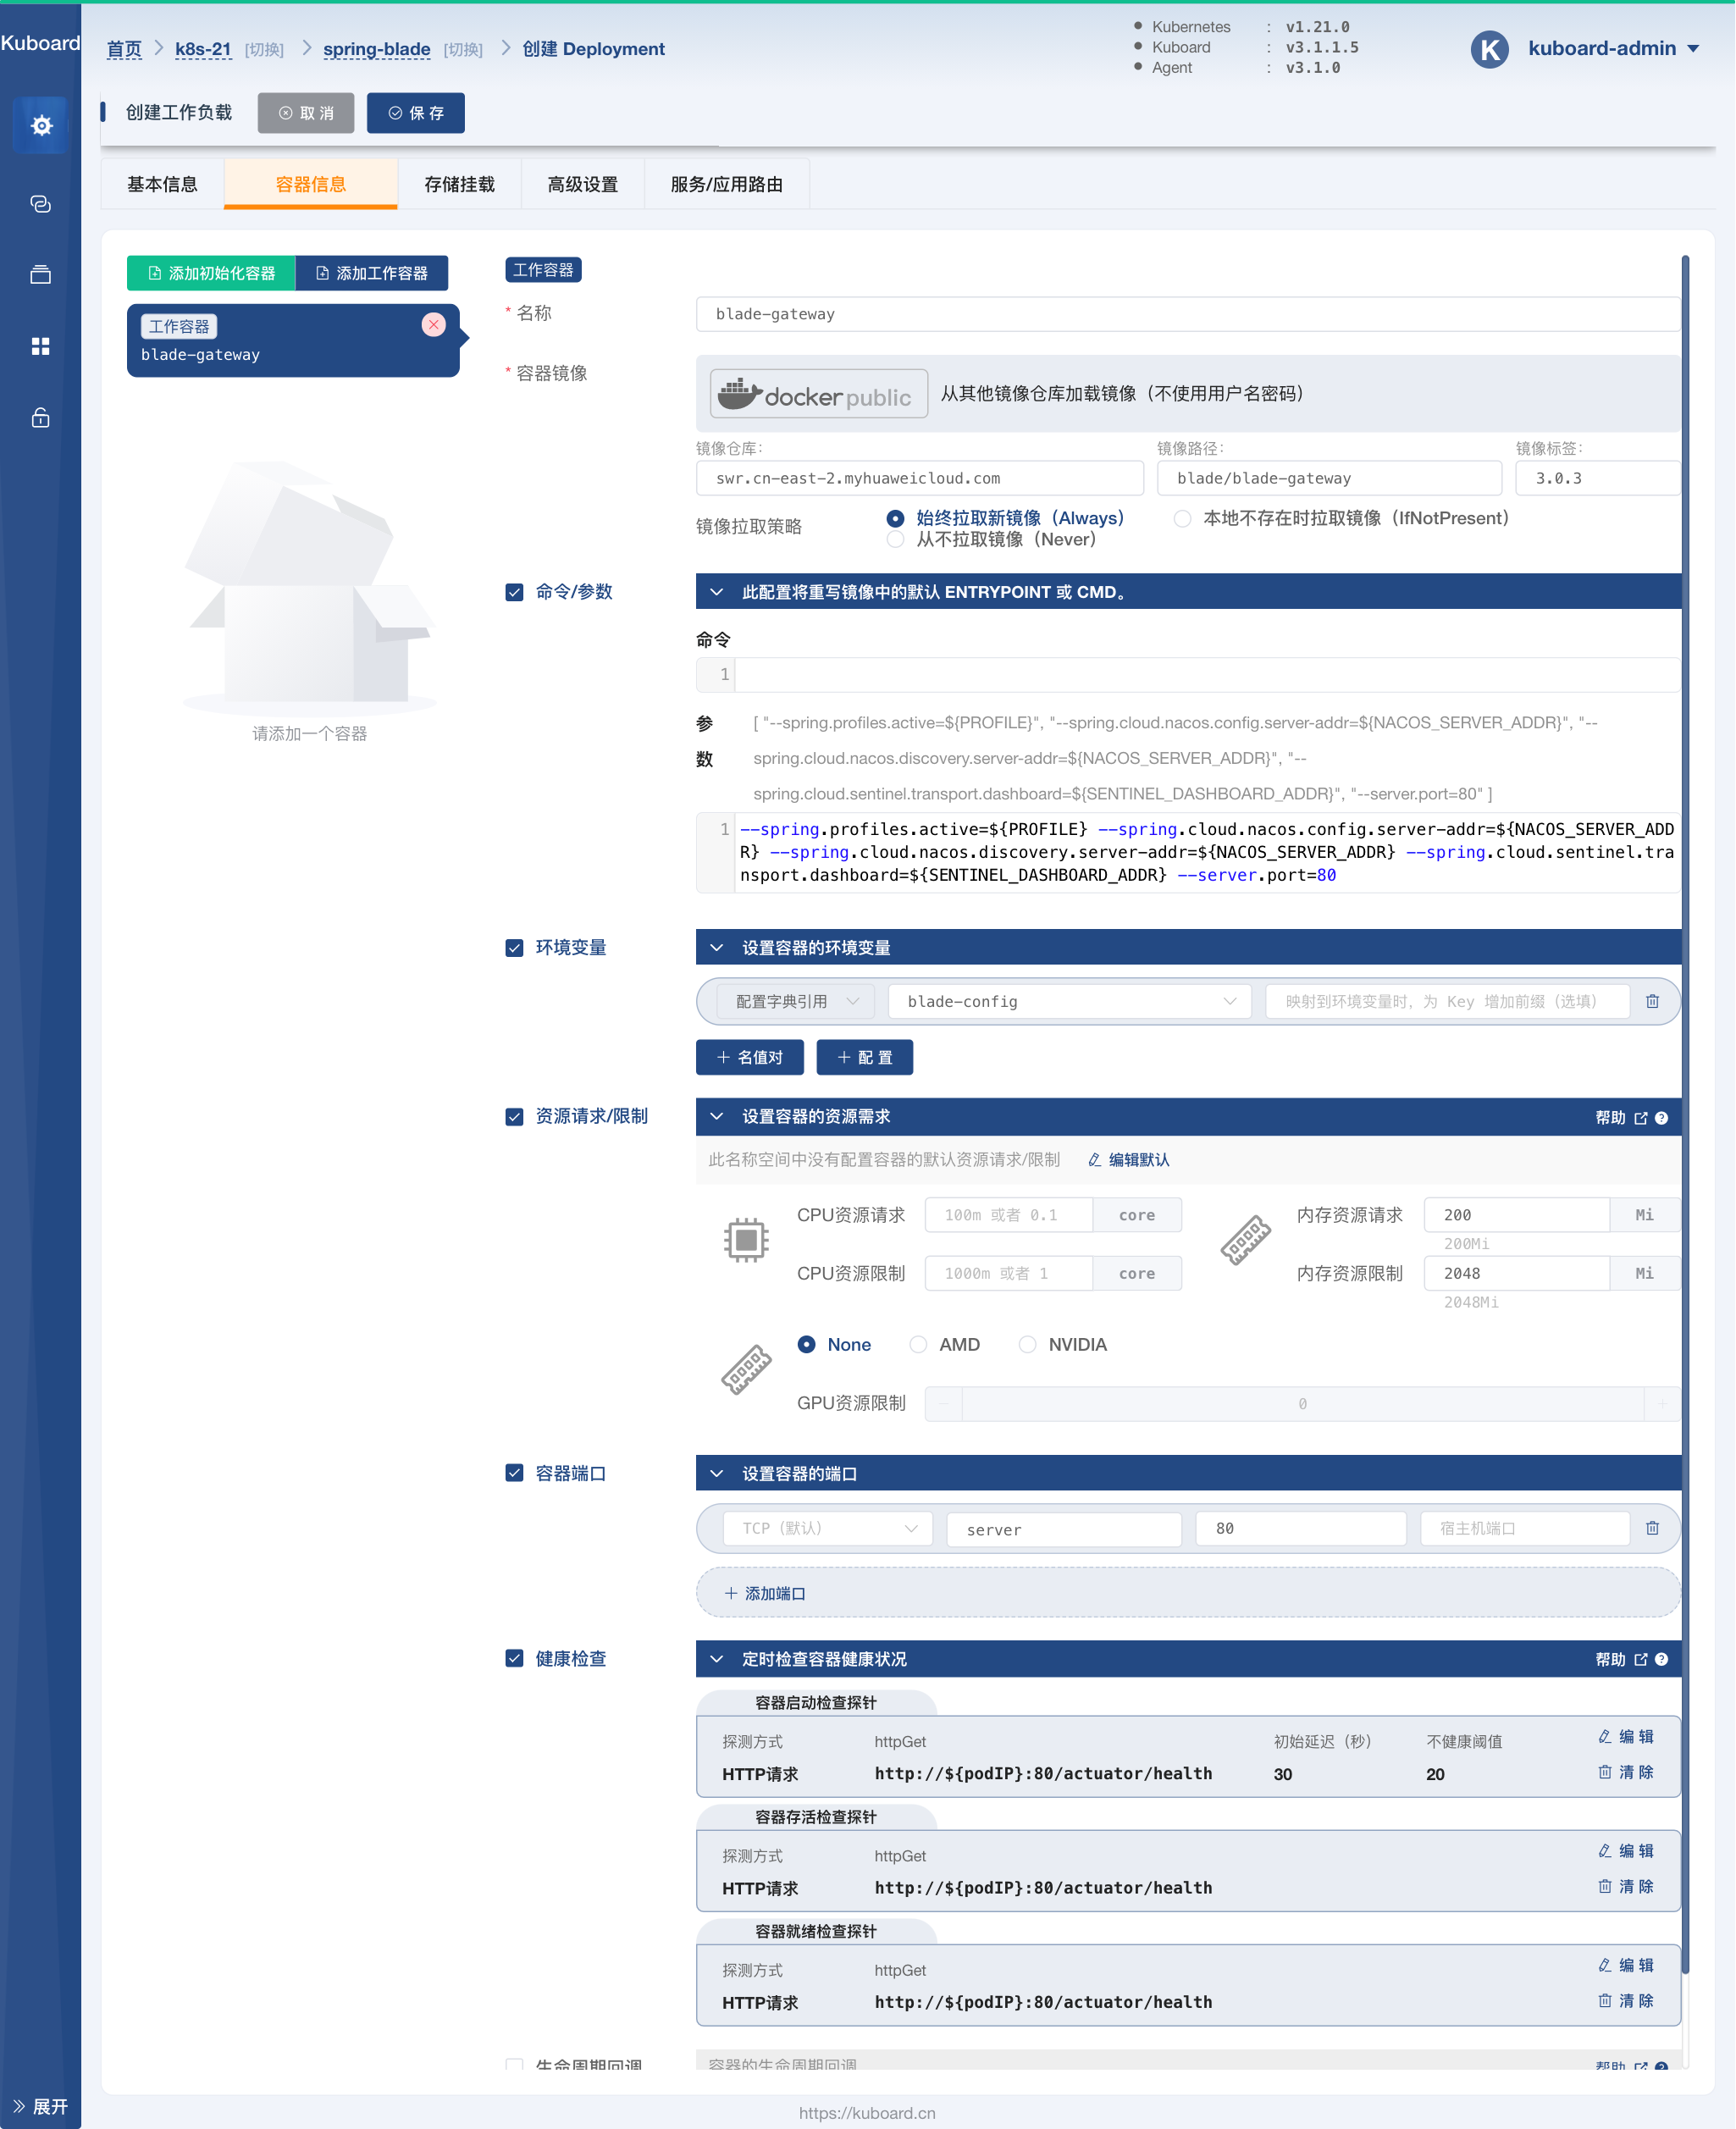 Kuboard
首页 > k8s-21 [切换] > spring-blade [切换] > 创建 Deployment
Kubernetes : v1.21.0
Kuboard : v3.1.1.5
Agent : v3.1.0
K kuboard-admin
创建工作负载 取 消 保 存
基本信息 容器信息 存储挂载 高级设置 服务/应用路由
添加初始化容器 添加工作容器
工作容器
blade-gateway
请添加一个容器
工作容器
* 名称 blade-gateway
* 容器镜像 docker public 从其他镜像仓库加载镜像（不使用用户名密码）
镜像仓库: 镜像路径: 镜像标签:
swr.cn-east-2.myhuaweicloud.com blade/blade-gateway 3.0.3
镜像拉取策略 始终拉取新镜像（Always） 本地不存在时拉取镜像（IfNotPresent）
从不拉取镜像（Never）
命令/参数 此配置将重写镜像中的默认 ENTRYPOINT 或 CMD。
命令
1
参数 [ "--spring.profiles.active=${PROFILE}", "--spring.cloud.nacos.config.server-addr=${NACOS_SERVER_ADDR}", "--
spring.cloud.nacos.discovery.server-addr=${NACOS_SERVER_ADDR}", "--
spring.cloud.sentinel.transport.dashboard=${SENTINEL_DASHBOARD_ADDR}", "--server.port=80" ]
1 --spring.profiles.active=${PROFILE} --spring.cloud.nacos.config.server-addr=${NACOS_SERVER_ADD
R} --spring.cloud.nacos.discovery.server-addr=${NACOS_SERVER_ADDR} --spring.cloud.sentinel.tra
nsport.dashboard=${SENTINEL_DASHBOARD_ADDR} --server.port=80
环境变量 设置容器的环境变量
配置字典引用 blade-config 映射到环境变量时，为 Key 增加前缀（选填）
+ 名值对 + 配 置
资源请求/限制 设置容器的资源需求 帮助
此名称空间中没有配置容器的默认资源请求/限制 编辑默认
CPU资源请求 100m 或者 0.1 core 内存资源请求 200 Mi
200Mi
CPU资源限制 1000m 或者 1 core 内存资源限制 2048 Mi
2048Mi
None AMD NVIDIA
GPU资源限制 − 0 +
容器端口 设置容器的端口
TCP（默认） server 80 宿主机端口
+ 添加端口
健康检查 定时检查容器健康状况 帮助
容器启动检查探针
探测方式 httpGet 初始延迟（秒） 不健康阈值 编 辑
HTTP请求 http://${podIP}:80/actuator/health 30 20 清 除
容器存活检查探针
探测方式 httpGet 编 辑
HTTP请求 http://${podIP}:80/actuator/health 清 除
容器就绪检查探针
探测方式 httpGet 编 辑
HTTP请求 http://${podIP}:80/actuator/health 清 除
生命周期回调 容器的生命周期回调 帮助
展开
https://kuboard.cn